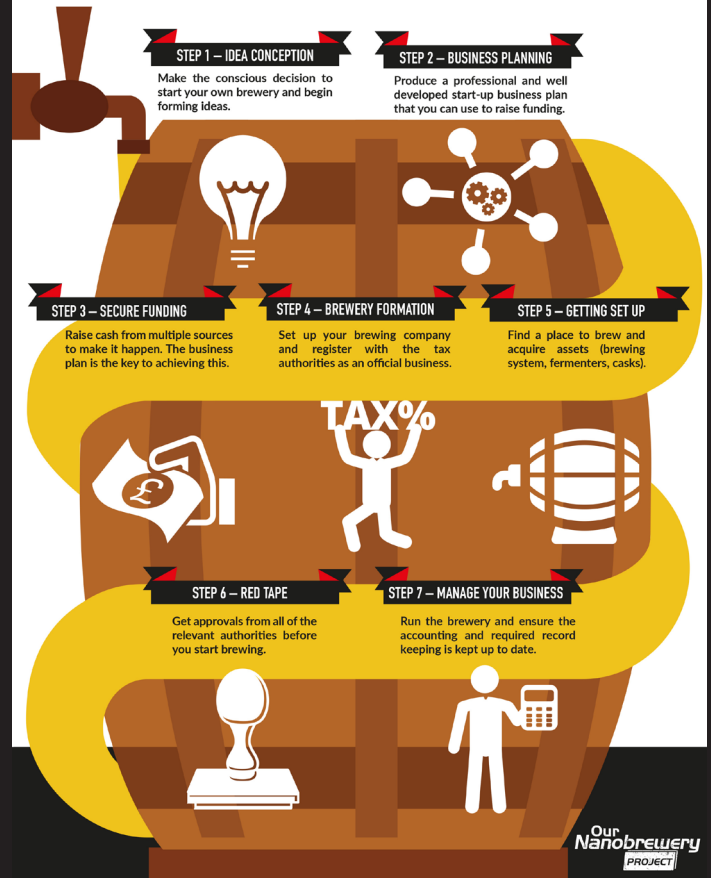 STEP 1 – IDEA CONCEPTION
Make the conscious decision to
start your own brewery and begin
forming ideas.
STEP 2 – BUSINESS PLANNING
Produce a professional and well
developed start-up business plan
that you can use to raise funding.
STEP 3 – SECURE FUNDING
Raise cash from multiple sources
to make it happen. The business
plan is the key to achieving this.
STEP 4 – BREWERY FORMATION
Set up your brewing company
and register with the tax
authorities as an official business.
STEP 5 – GETTING SET UP
Find a place to brew and
acquire assets (brewing
system, fermenters, casks).
TAX%
£
STEP 6 – RED TAPE
Get approvals from all of the
relevant authorities before
you start brewing.
STEP 7 – MANAGE YOUR BUSINESS
Run the brewery and ensure the
accounting and required record
keeping is kept up to date.
Our
Nanobrewery
PROJECT